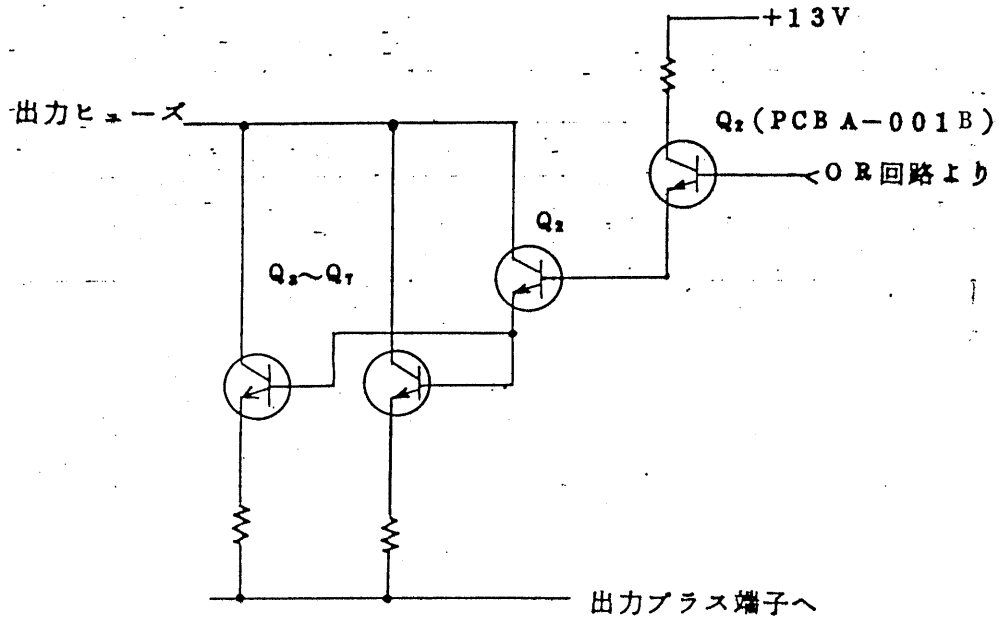 +13V
出力ヒューズ
Q₂(PCB A-001B)
OR回路より
Q₂
Q₃~Q₇
出力プラス端子へ